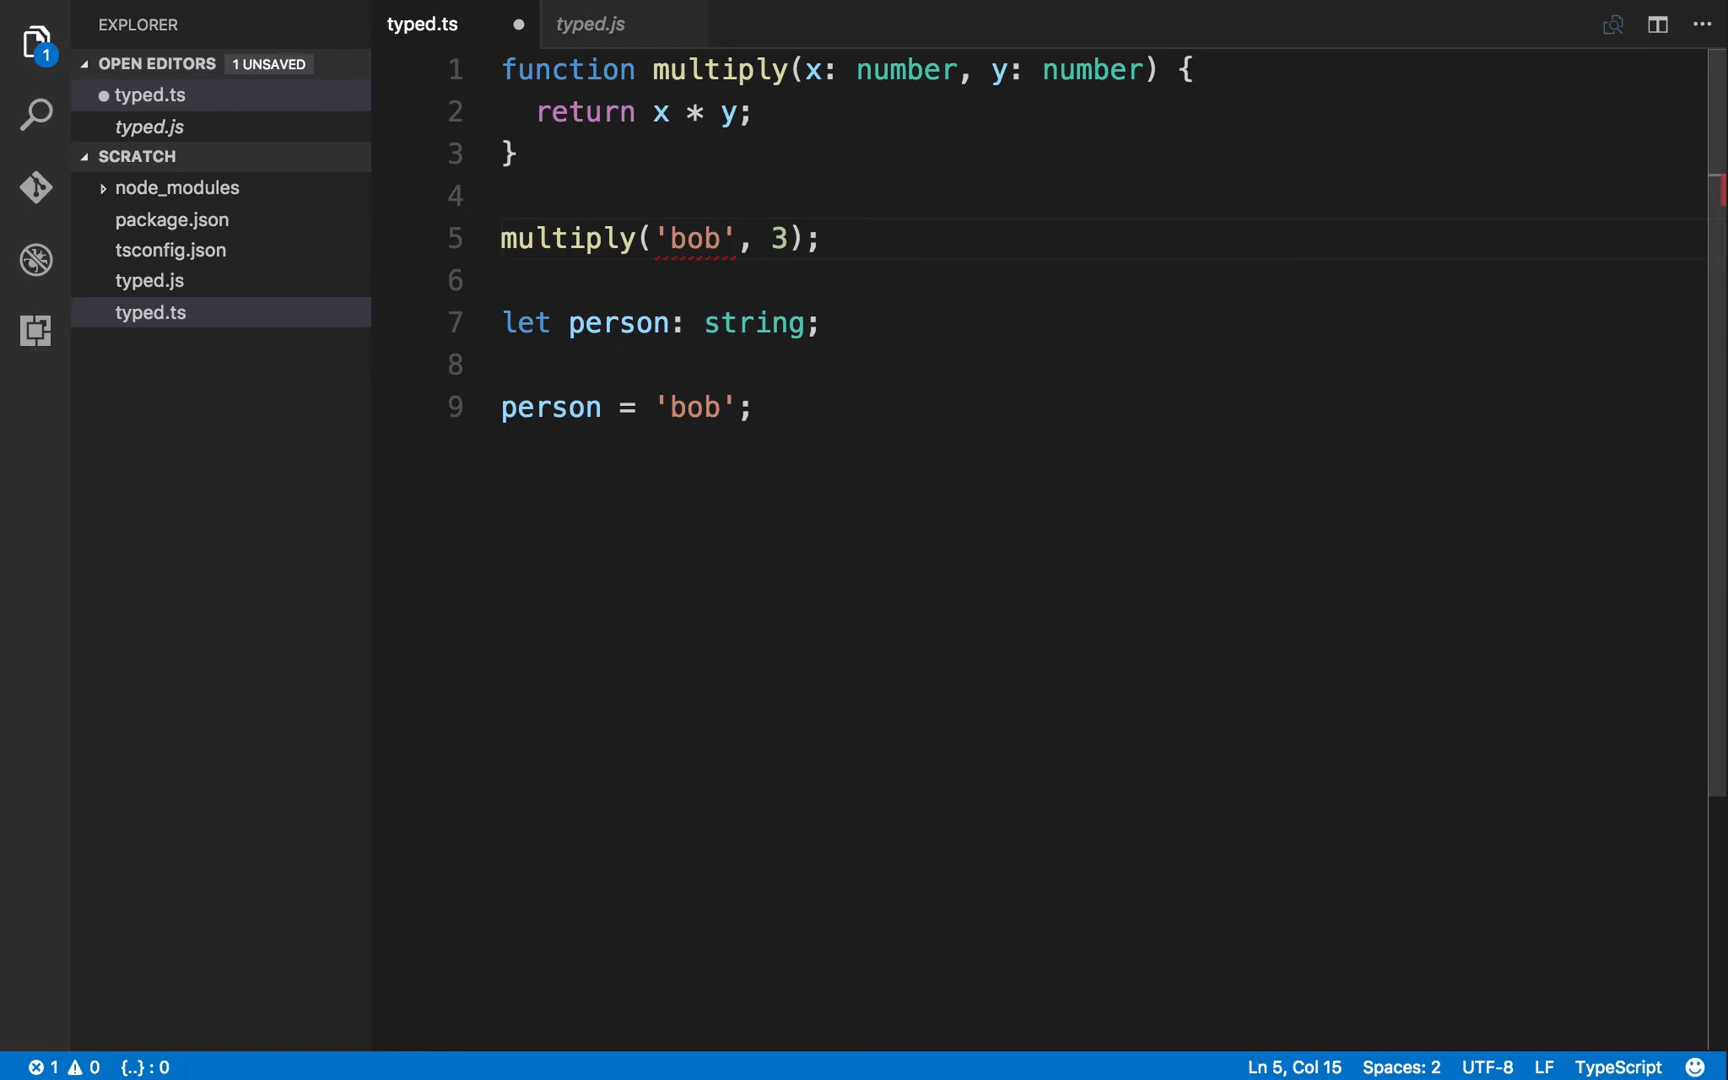 EXPLORER
OPEN EDITORS 1 UNSAVED
typed.ts
typed.js
SCRATCH
node_modules
package.json
tsconfig.json
typed.js
typed.ts
1
typed.ts
typed.js
1 function multiply(x: number, y: number) {
2 return x * y;
3 }
4
5 multiply('bob', 3);
6
7 let person: string;
8
9 person = 'bob';
1 0 {..} : 0
Ln 5, Col 15 Spaces: 2 UTF-8 LF TypeScript